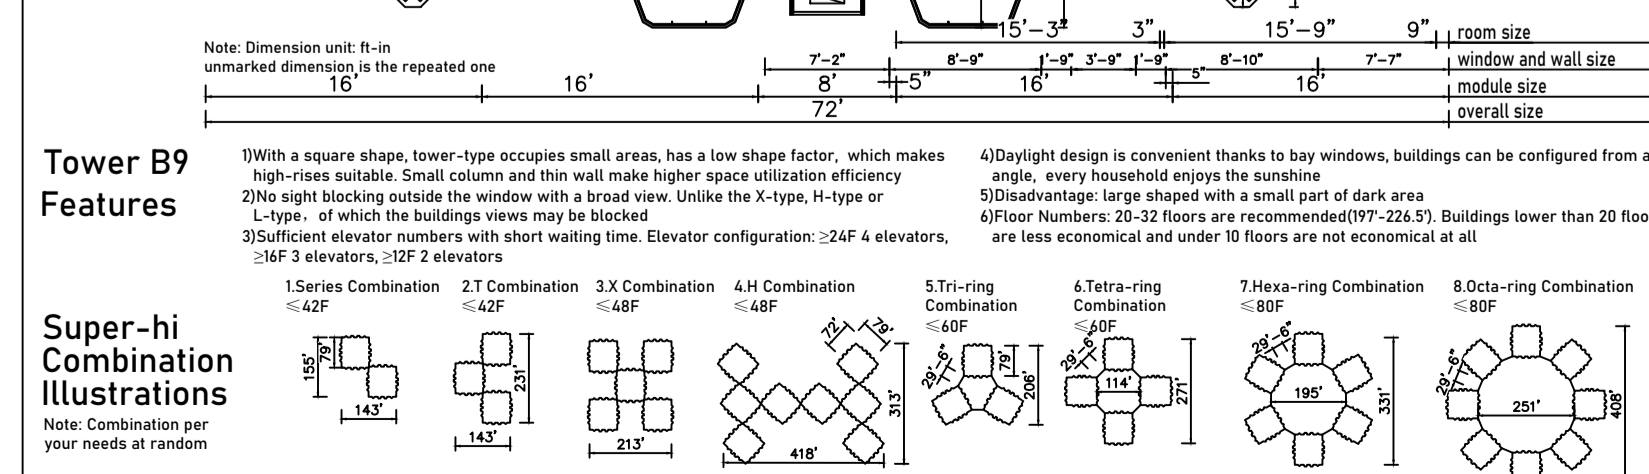 15'-3" 3" 15'-9" 9" room size
Note: Dimension unit: ft-in
unmarked dimension is the repeated one
7'-2" 8'-9" 1'-9" 3'-9" 1'-9" 8'-10" 7'-7" window and wall size
16' 16' 8' 5" 16' 5" 16' module size
72' overall size
Tower B9
Features
1)With a square shape, tower-type occupies small areas, has a low shape factor, which makes
high-rises suitable. Small column and thin wall make higher space utilization efficiency
2)No sight blocking outside the window with a broad view. Unlike the X-type, H-type or
L-type, of which the buildings views may be blocked
3)Sufficient elevator numbers with short waiting time. Elevator configuration: ≥24F 4 elevators,
≥16F 3 elevators, ≥12F 2 elevators
4)Daylight design is convenient thanks to bay windows, buildings can be configured from a
angle, every household enjoys the sunshine
5)Disadvantage: large shaped with a small part of dark area
6)Floor Numbers: 20-32 floors are recommended(197'-226.5'). Buildings lower than 20 floo
are less economical and under 10 floors are not economical at all
Super-hi
Combination
Illustrations
Note: Combination per
your needs at random
1.Series Combination
≤42F
155' 79'
143'
2.T Combination
≤42F
231'
143'
3.X Combination
≤48F
213'
4.H Combination
≤48F
72' 79'
313'
418'
5.Tri-ring
Combination
≤60F
29'-6" 79' 206'
6.Tetra-ring
Combination
≤60F
29'-6"
114' 271'
7.Hexa-ring Combination
≤80F
29'-6"
195' 331'
8.Octa-ring Combination
≤80F
29'-6"
251' 408'